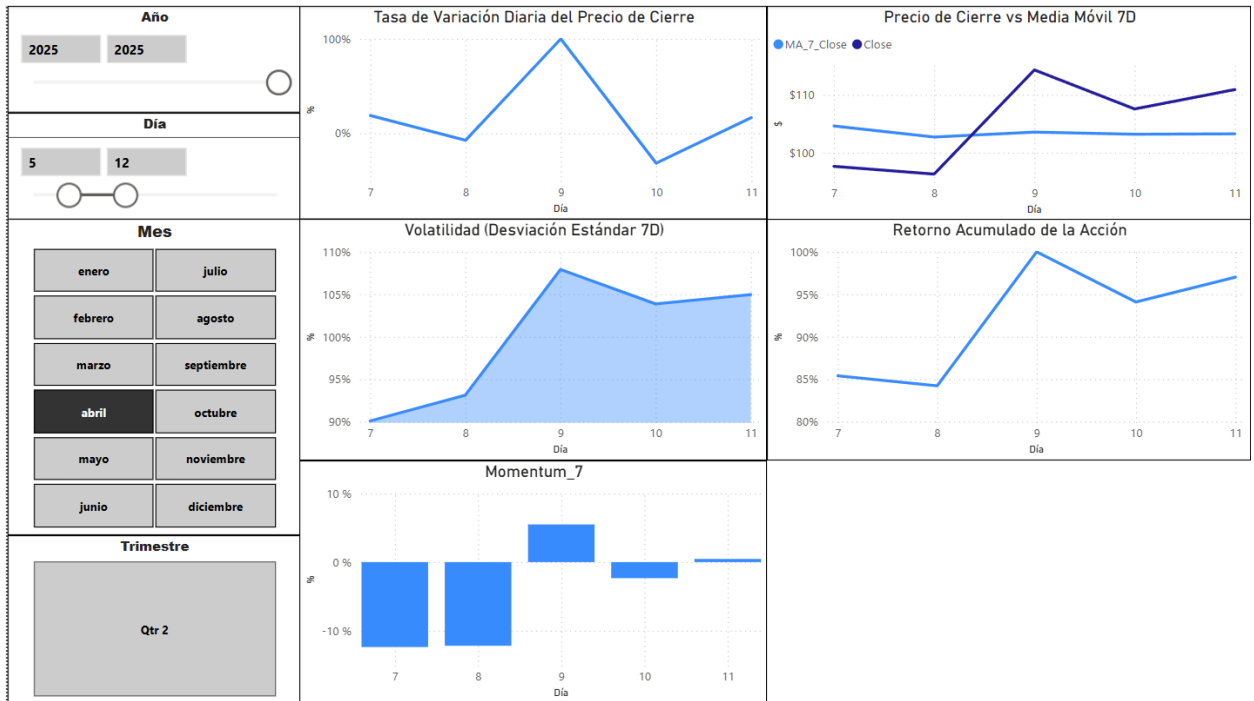 Año
2025 2025
Día
5 12
Mes
enero julio
febrero agosto
marzo septiembre
abril octubre
mayo noviembre
junio diciembre
Trimestre
Qtr 2
Tasa de Variación Diaria del Precio de Cierre
100%
0%
%
7 8 9 10 11
Día
Precio de Cierre vs Media Móvil 7D
MA_7_Close Close
$110
$100
$
7 8 9 10 11
Día
Volatilidad (Desviación Estándar 7D)
110%
105%
100%
95%
90%
%
7 8 9 10 11
Día
Retorno Acumulado de la Acción
100%
95%
90%
85%
80%
%
7 8 9 10 11
Día
Momentum_7
10 %
0 %
-10 %
%
7 8 9 10 11
Día